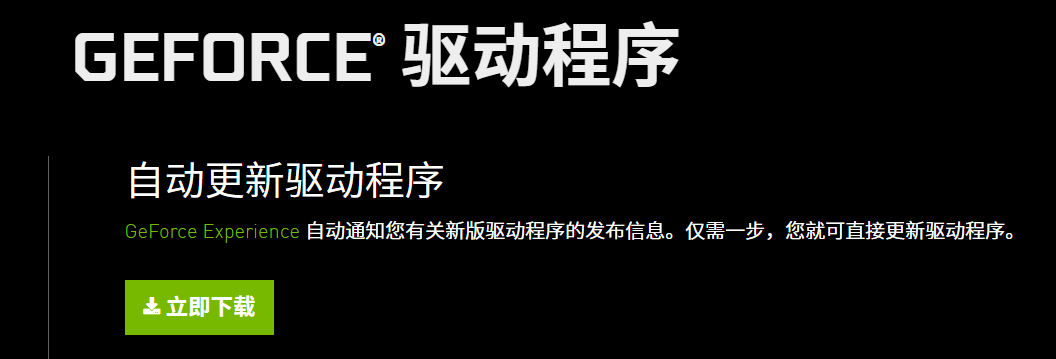 GEFORCE® 驱动程序
自动更新驱动程序
GeForce Experience 自动通知您有关新版驱动程序的发布信息。仅需一步，您就可直接更新驱动程序。
立即下载